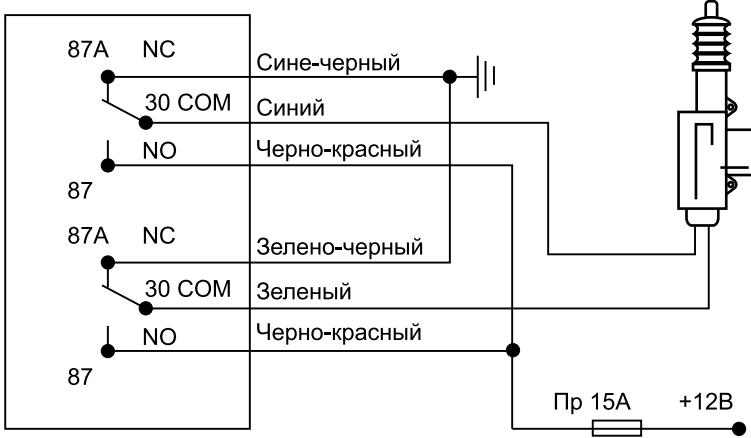 87A NC
Сине-черный
30 COM
Синий
NO
Черно-красный
87
87A NC
Зелено-черный
30 COM
Зеленый
NO
Черно-красный
87
Пр 15А
+12В